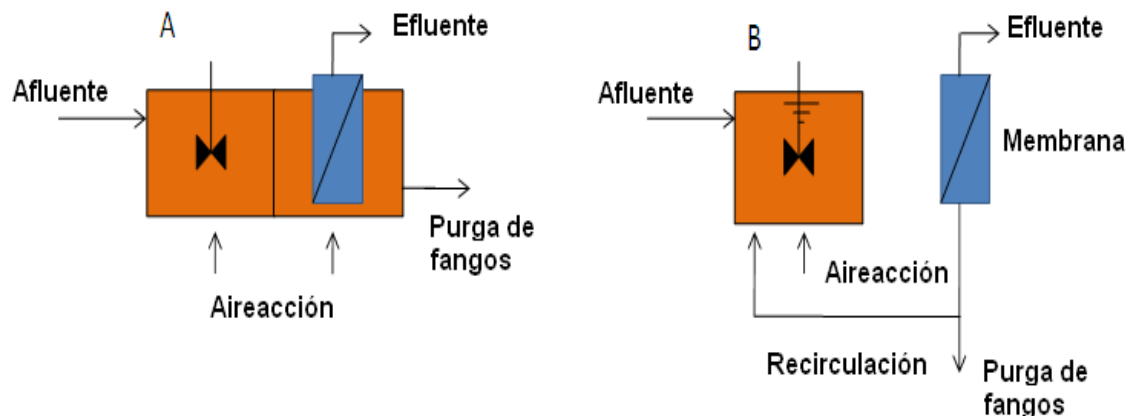 A
Efluente
Afluente
Purga de
fangos
Aireacción
B
Efluente
Afluente
Membrana
Aireacción
Recirculación
Purga de
fangos